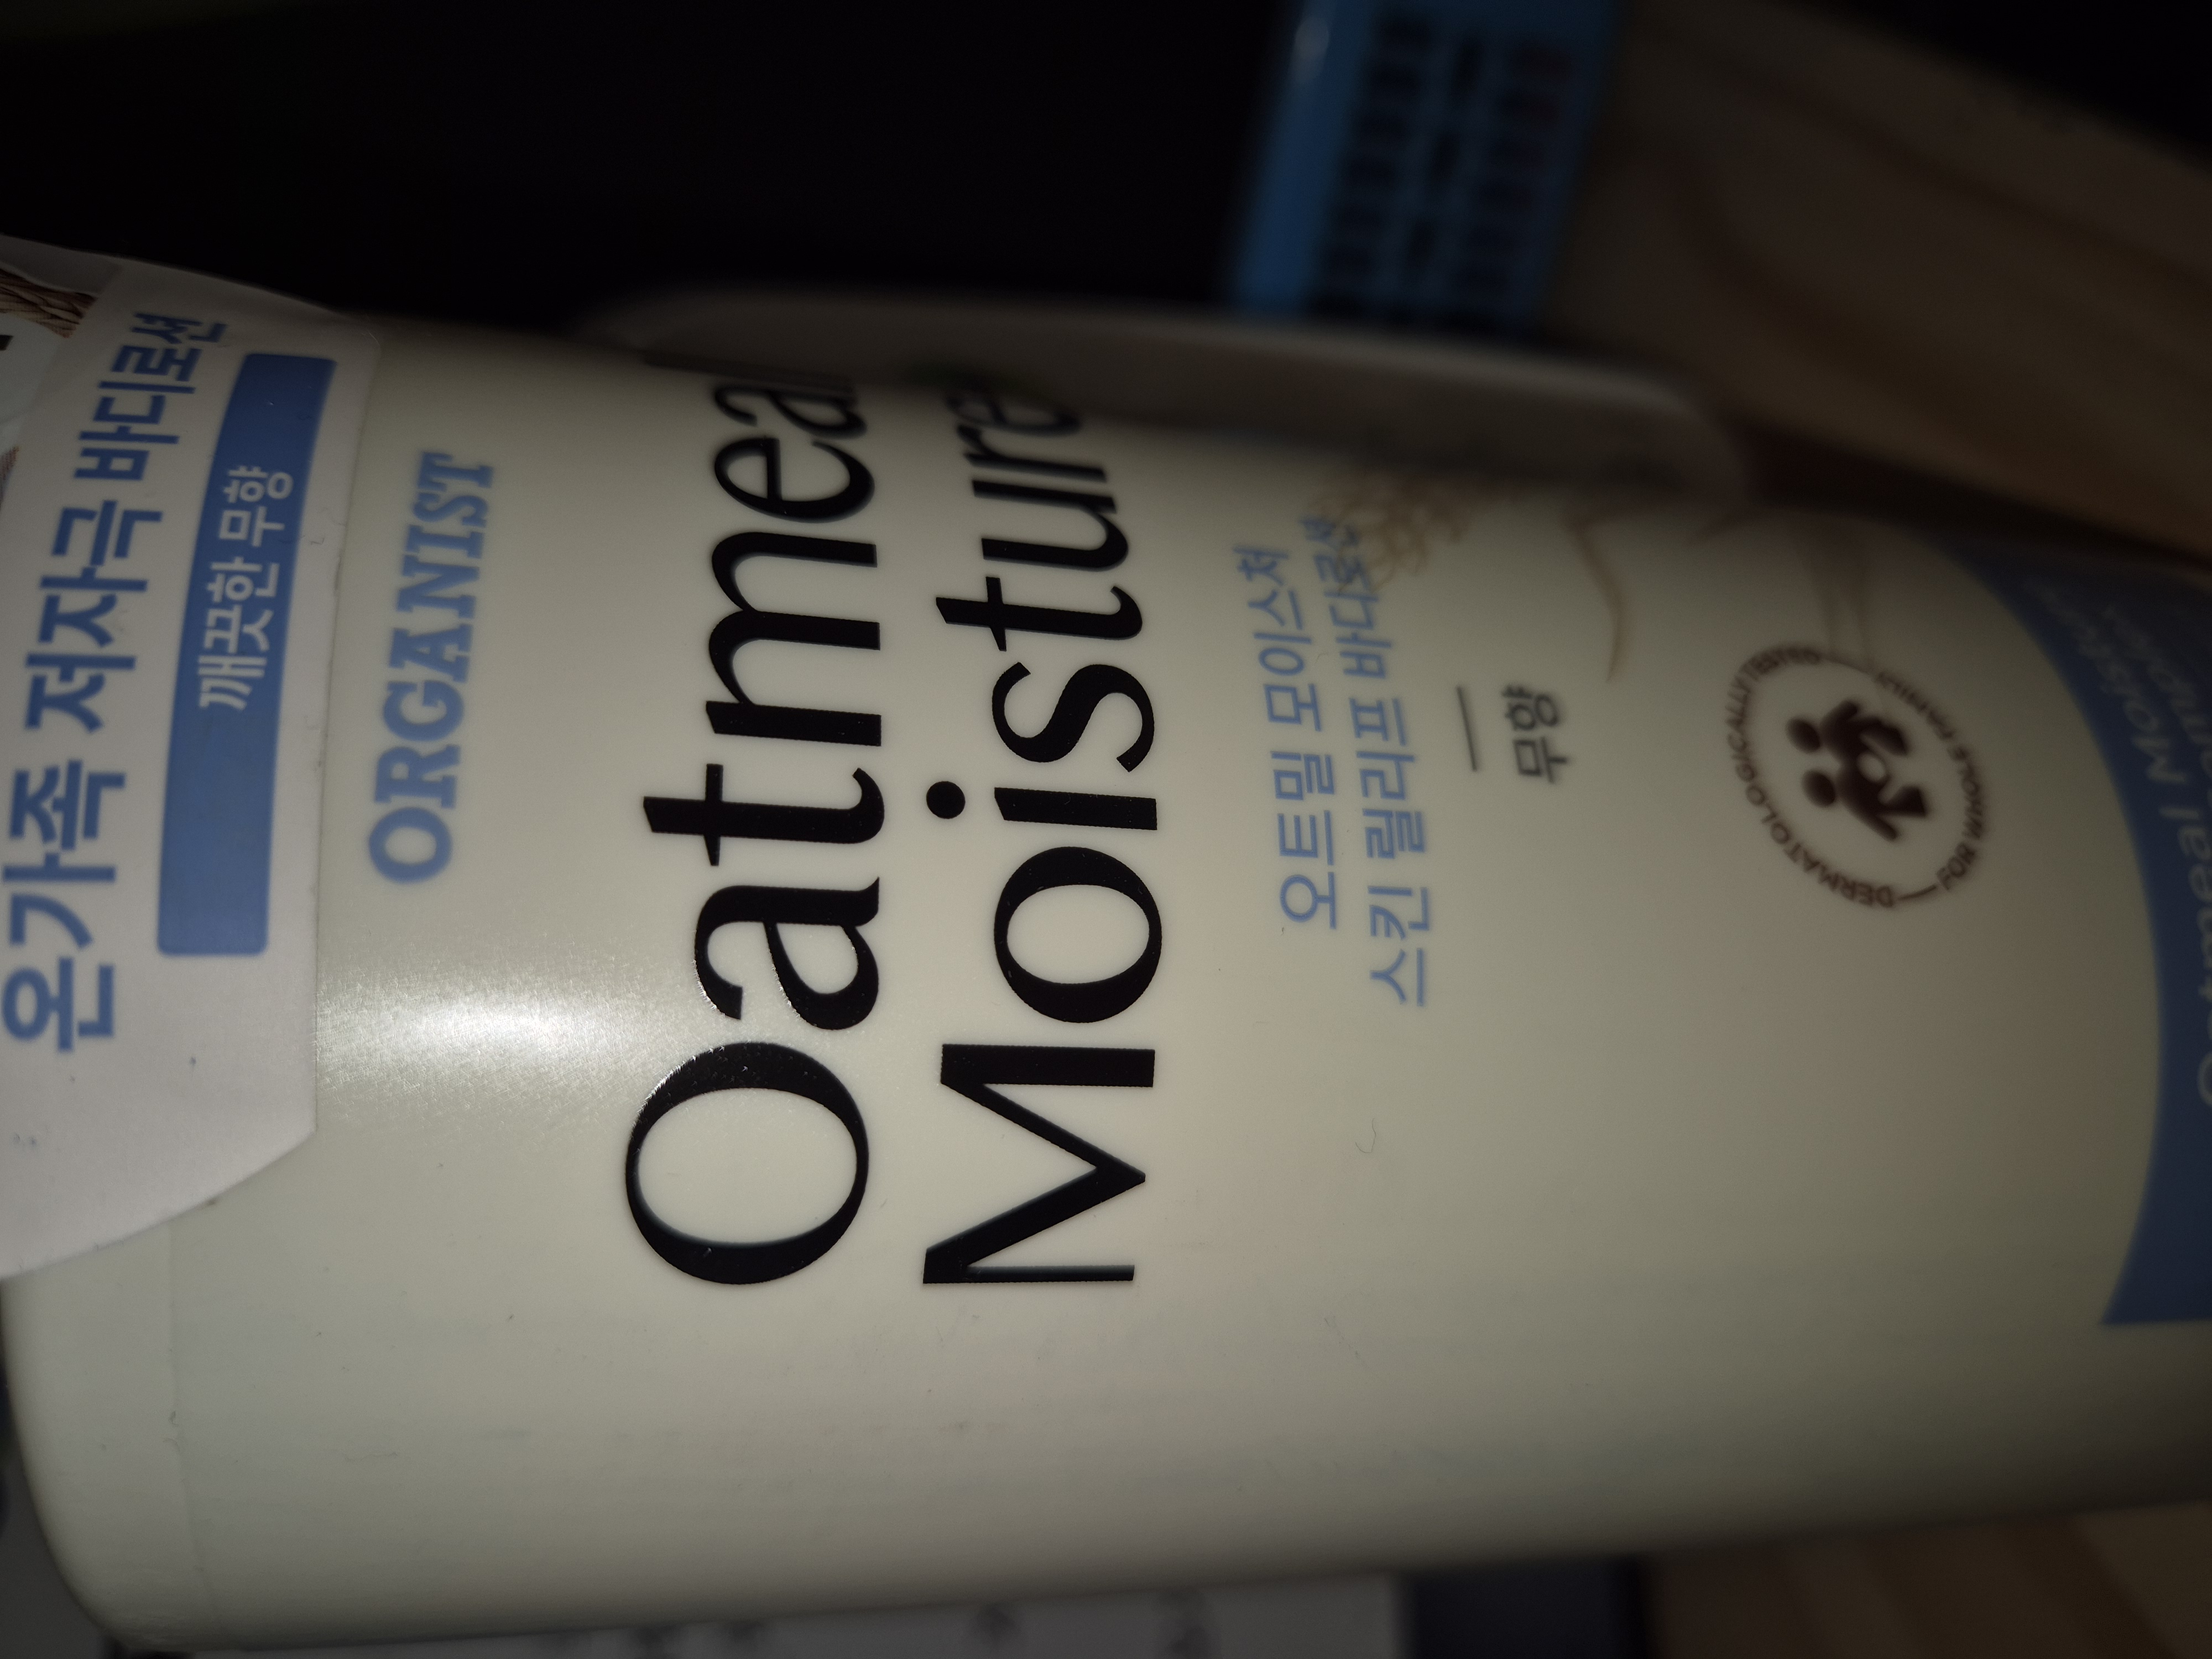 온가족 저자극 바디로션
깨끗한 무향
ORGANIST
Oatmeal
Moisture
오트밀 모이스처
스킨 릴리프 바디로션
무향
DERMATOLOGICALLY TESTED
FOR WHOLE FAMILY
Oatmeal Moisture